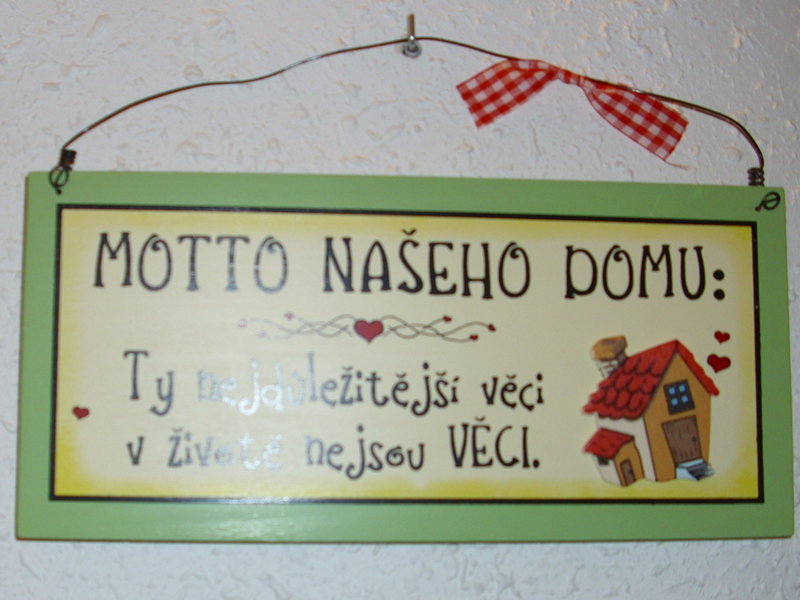 MOTTO NAŠEHO DOMU:
Ty nejdůležitější věci
v životě nejsou VĚCI.